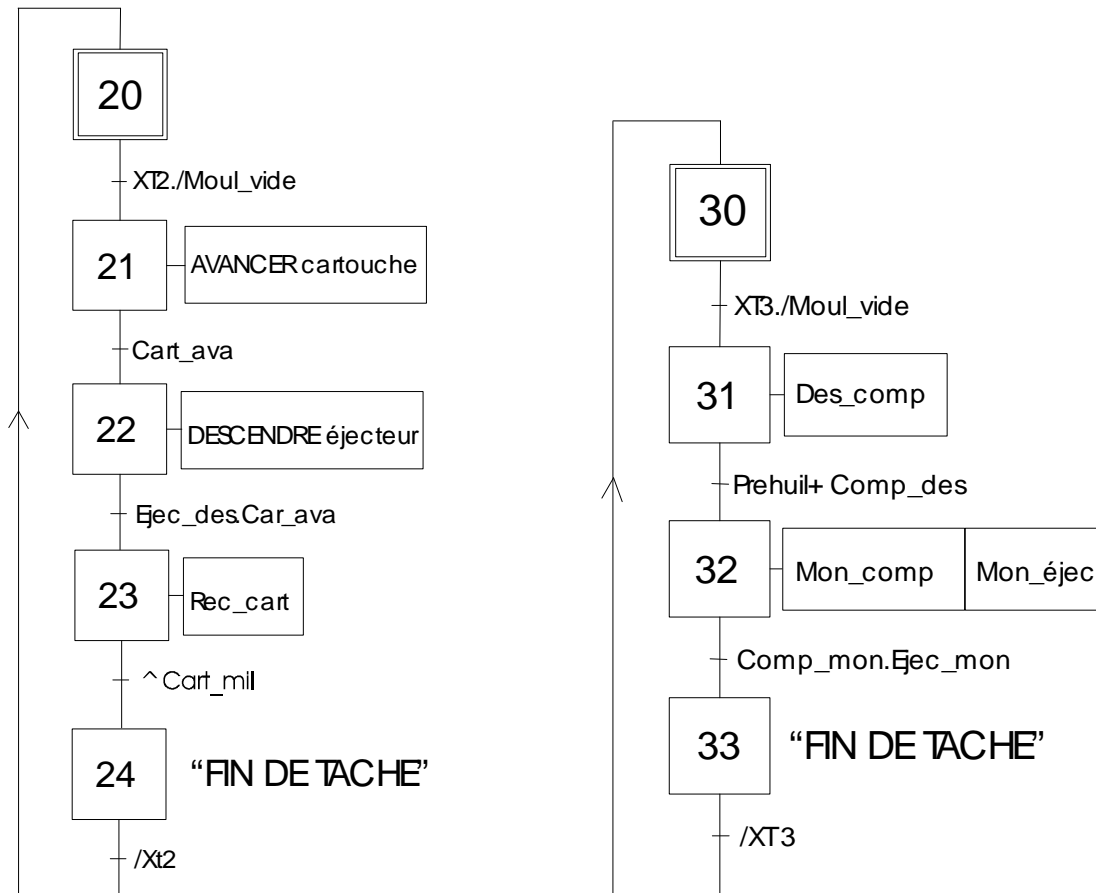 20
XT2./Moul_vide
21
AVANCER cartouche
Cart_ava
22
DESCENDRE éjecteur
Ejec_des.Car_ava
23
Rec_cart
^ Cart_mil
24
“FIN DE TACHE”
/Xt2
30
XT3./Moul_vide
31
Des_comp
Prehuil+ Comp_des
32
Mon_comp
Mon_éjec
Comp_mon.Ejec_mon
33
“FIN DE TACHE”
/XT3